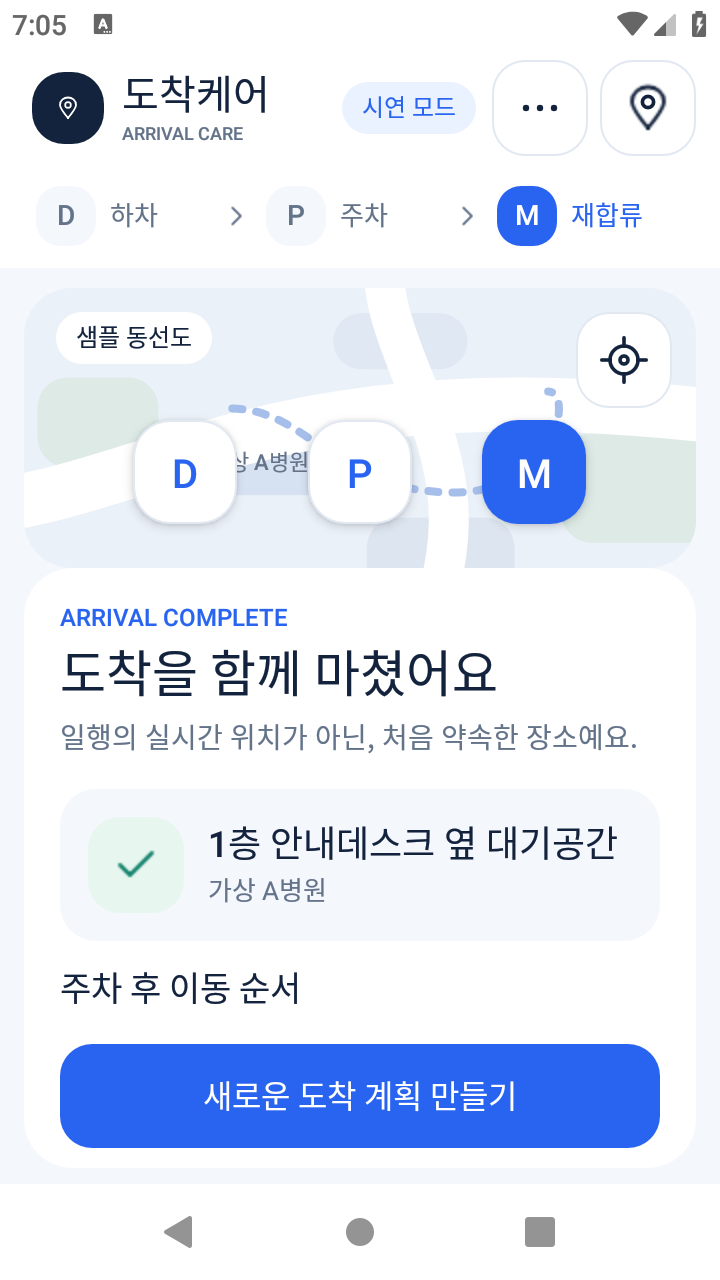 7:05
A
도착케어
ARRIVAL CARE
시연 모드
D 하차
P 주차
M 재합류
샘플 동선도
D
상 A병원
P
M
ARRIVAL COMPLETE
도착을 함께 마쳤어요
일행의 실시간 위치가 아닌, 처음 약속한 장소예요.
1층 안내데스크 옆 대기공간
가상 A병원
주차 후 이동 순서
새로운 도착 계획 만들기